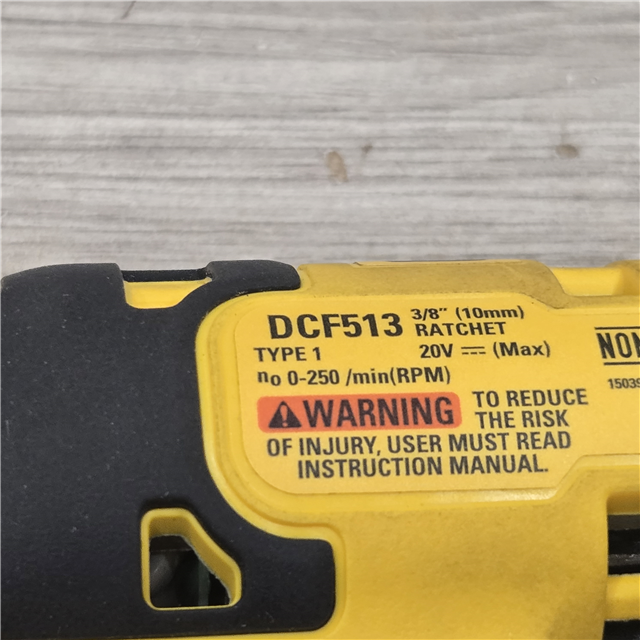 DCF513 3/8" (10mm) RATCHET
TYPE 1 20V ⎓ (Max)
no 0-250 /min(RPM)
WARNING TO REDUCE THE RISK
OF INJURY, USER MUST READ
INSTRUCTION MANUAL.